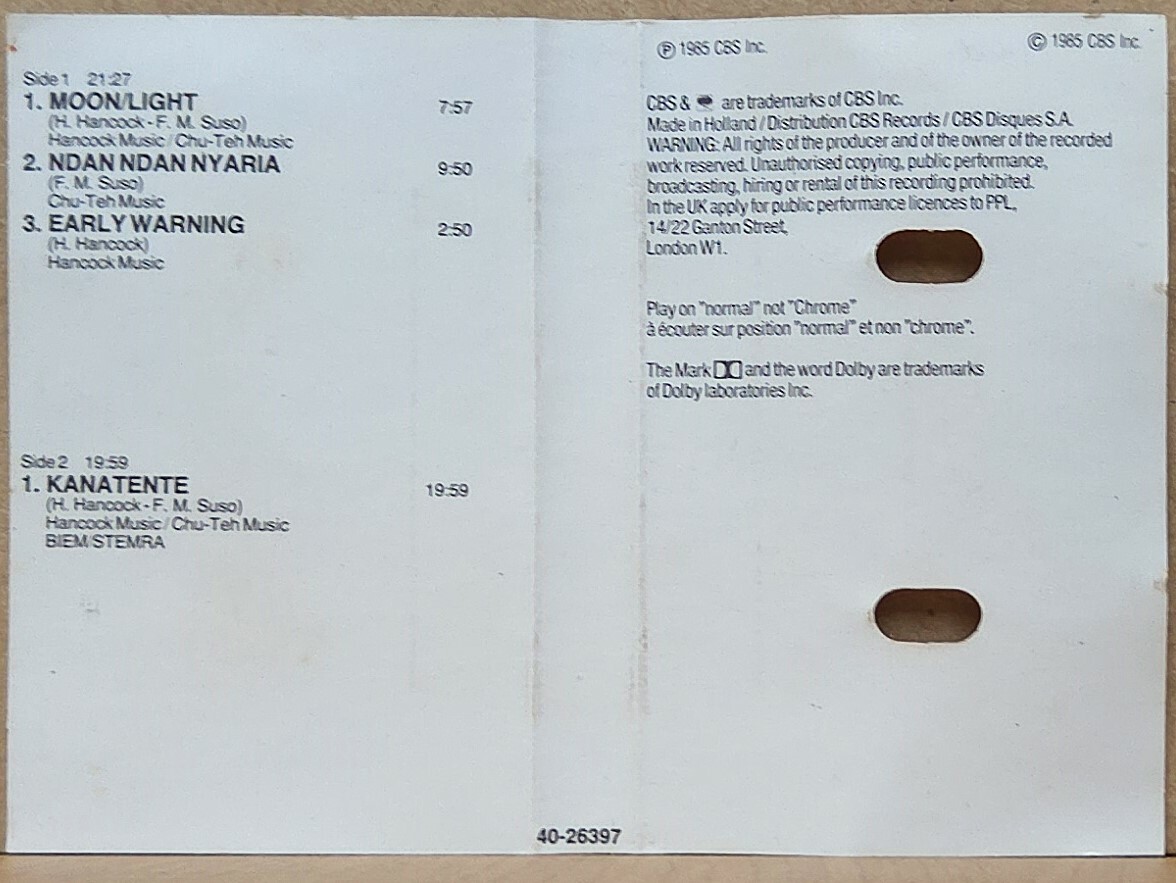 Side 1 21:27
1. MOON/LIGHT 7:57
(H. Hancock - F. M. Suso)
Hancock Music / Chu-Teh Music
2. NDAN NDAN NYARIA 9:50
(F. M. Suso)
Chu-Teh Music
3. EARLY WARNING 2:50
(H. Hancock)
Hancock Music
Side 2 19:59
1. KANATENTE 19:59
(H. Hancock - F. M. Suso)
Hancock Music / Chu-Teh Music
BIEM/STEMRA
40-26397
Ⓟ 1985 CBS Inc.
© 1985 CBS Inc.
CBS & are trademarks of CBS Inc.
Made in Holland / Distribution CBS Records / CBS Disques S.A.
WARNING: All rights of the producer and of the owner of the recorded
work reserved. Unauthorised copying, public performance,
broadcasting, hiring or rental of this recording prohibited.
In the UK apply for public performance licences to PPL,
14/22 Ganton Street,
London W1.
Play on "normal" not "Chrome"
à écouter sur position "normal" et non "chrome".
The Mark and the word Dolby are trademarks
of Dolby laboratories Inc.